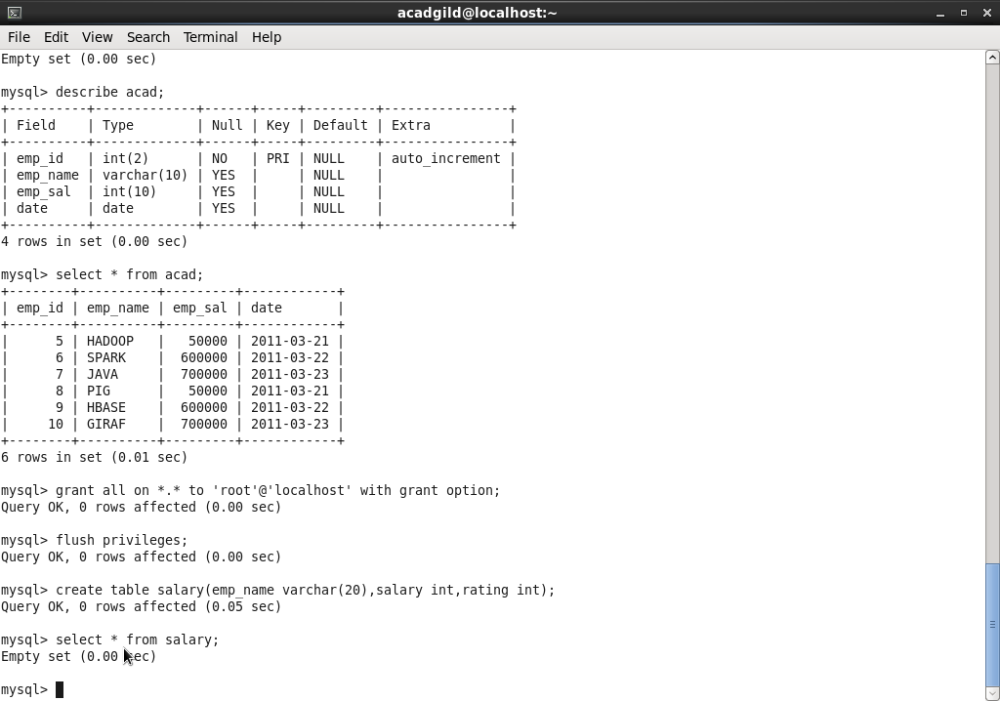 acadgild@localhost:~
File Edit View Search Terminal Help
Empty set (0.00 sec)
mysql> describe acad;
+----------+-------------+------+-----+---------+----------------+
| Field    | Type        | Null | Key | Default | Extra          |
+----------+-------------+------+-----+---------+----------------+
| emp_id   | int(2)      | NO   | PRI | NULL    | auto_increment |
| emp_name | varchar(10) | YES  |     | NULL    |                |
| emp_sal  | int(10)     | YES  |     | NULL    |                |
| date     | date        | YES  |     | NULL    |                |
+----------+-------------+------+-----+---------+----------------+
4 rows in set (0.00 sec)
mysql> select * from acad;
+--------+----------+---------+------------+
| emp_id | emp_name | emp_sal | date       |
+--------+----------+---------+------------+
|      5 | HADOOP   |   50000 | 2011-03-21 |
|      6 | SPARK    |  600000 | 2011-03-22 |
|      7 | JAVA     |  700000 | 2011-03-23 |
|      8 | PIG      |   50000 | 2011-03-21 |
|      9 | HBASE    |  600000 | 2011-03-22 |
|     10 | GIRAF    |  700000 | 2011-03-23 |
+--------+----------+---------+------------+
6 rows in set (0.01 sec)
mysql> grant all on *.* to 'root'@'localhost' with grant option;
Query OK, 0 rows affected (0.00 sec)
mysql> flush privileges;
Query OK, 0 rows affected (0.00 sec)
mysql> create table salary(emp_name varchar(20),salary int,rating int);
Query OK, 0 rows affected (0.05 sec)
mysql> select * from salary;
Empty set (0.00 sec)
mysql>